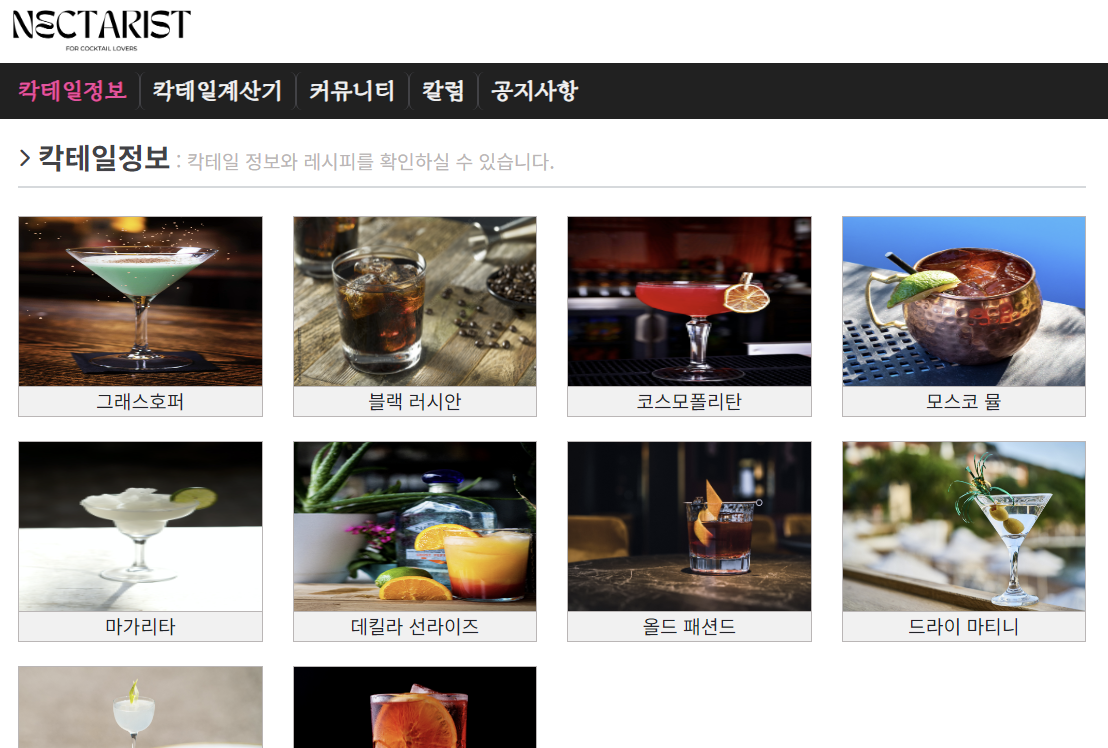 NECTARIST
FOR COCKTAIL LOVERS
칵테일정보 칵테일계산기 커뮤니티 칼럼 공지사항
> 칵테일정보 : 칵테일 정보와 레시피를 확인하실 수 있습니다.
그래스호퍼 블랙 러시안 코스모폴리탄 모스코 뮬
마가리타 데킬라 선라이즈 올드 패션드 드라이 마티니